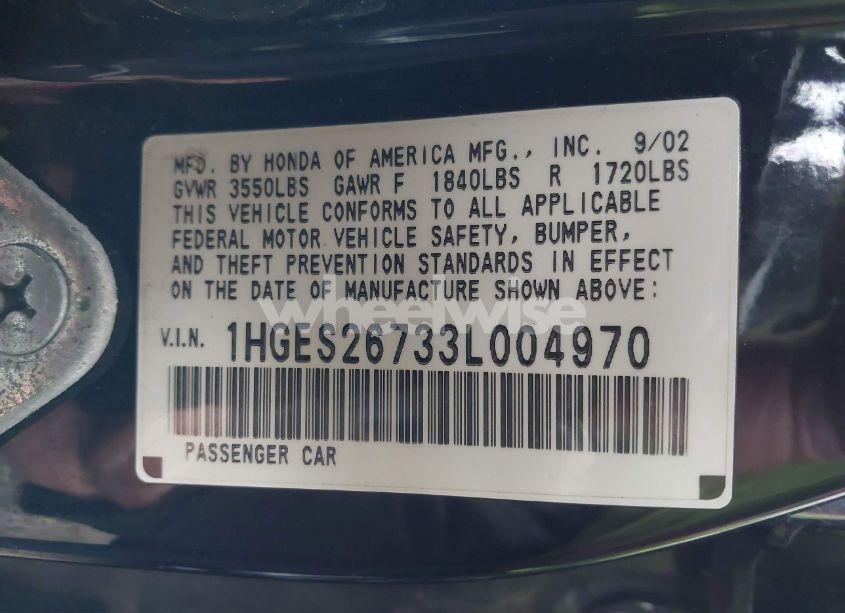 MFD. BY HONDA OF AMERICA MFG., INC. 9/02
GVWR 3550LBS GAWR F 1840LBS R 1720LBS
THIS VEHICLE CONFORMS TO ALL APPLICABLE
FEDERAL MOTOR VEHICLE SAFETY, BUMPER,
AND THEFT PREVENTION STANDARDS IN EFFECT
ON THE DATE OF MANUFACTURE SHOWN ABOVE:
wheelwise
V.I.N. 1HGES26733L004970
PASSENGER CAR